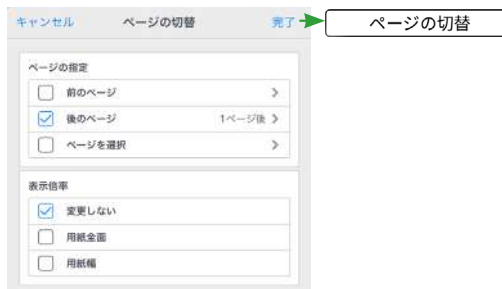 キャンセル ページの切替 完了 ページの切替
ページの指定
前のページ
後のページ 1ページ後
ページを選択
表示倍率
変更しない
用紙全面
用紙幅